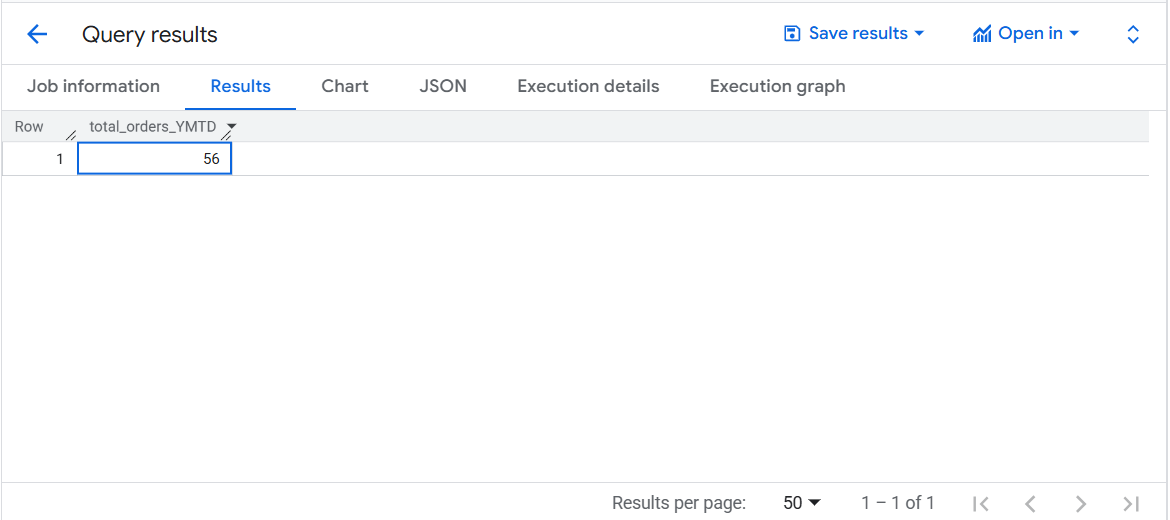 Query results Save results Open in
Job information Results Chart JSON Execution details Execution graph
Row total_orders_YMTD
1 56
Results per page: 50 1 – 1 of 1